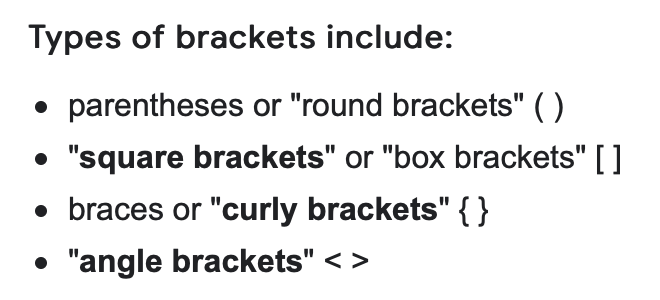 Types of brackets include:
• parentheses or "round brackets" ( )
• "square brackets" or "box brackets" [ ]
• braces or "curly brackets" { }
• "angle brackets" < >